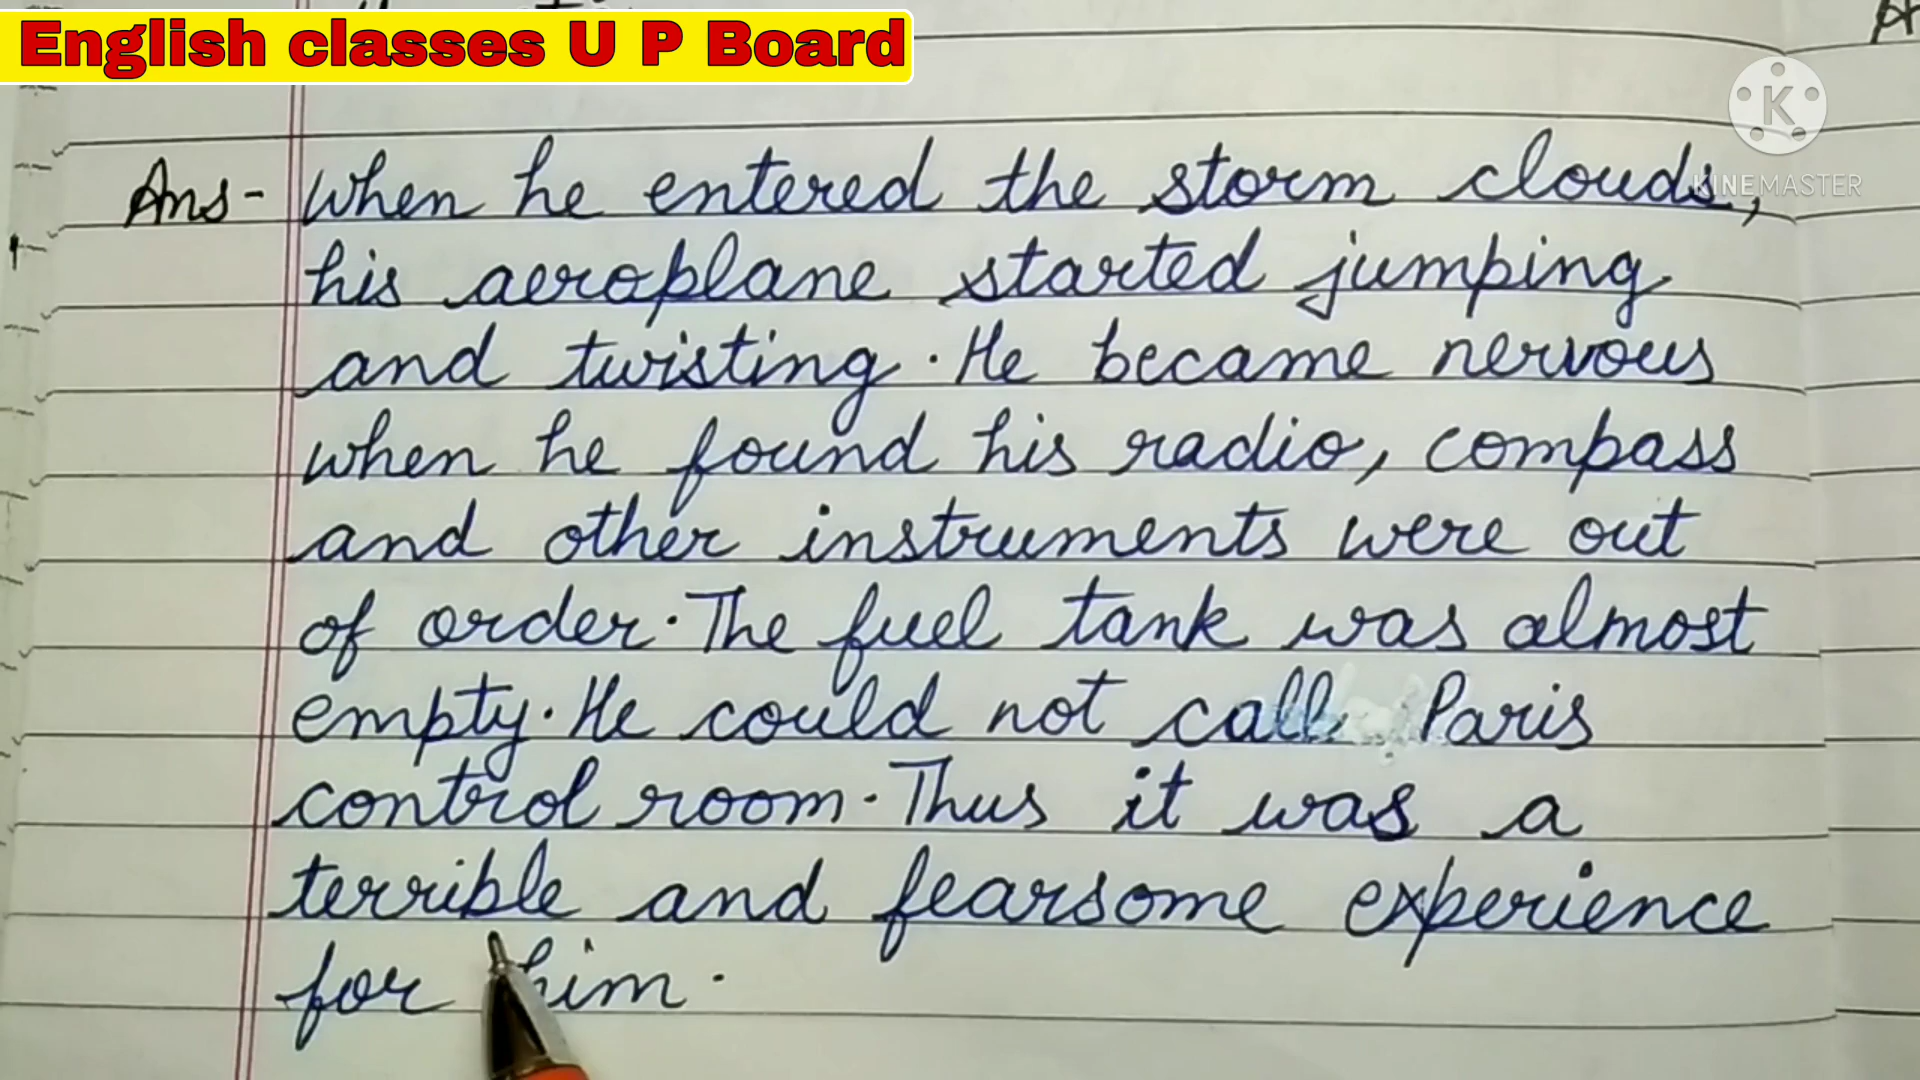 English classes U P Board
KINEMASTER
Ans- When he entered the storm clouds,
his aeroplane started jumping
and twisting. He became nervous
when he found his radio, compass
and other instruments were out
of order. The fuel tank was almost
empty. He could not call Paris
control room. Thus it was a
terrible and fearsome experience
for him.